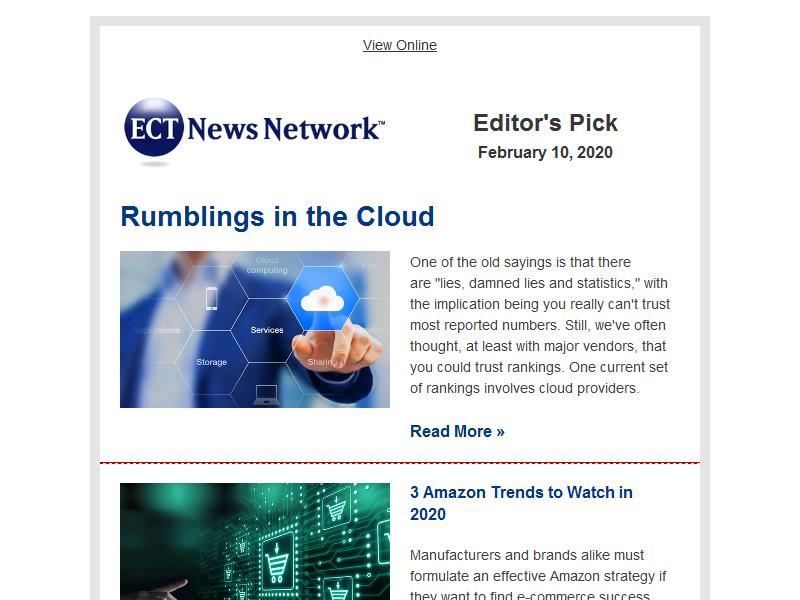 View Online
ECT News Network™
Editor's Pick
February 10, 2020
Rumblings in the Cloud
Cloud
computing
Applications
Services
Storage
Sharing
One of the old sayings is that there
are "lies, damned lies and statistics," with
the implication being you really can't trust
most reported numbers. Still, we've often
thought, at least with major vendors, that
you could trust rankings. One current set
of rankings involves cloud providers.
Read More »
3 Amazon Trends to Watch in
2020
Manufacturers and brands alike must
formulate an effective Amazon strategy if
they want to find e-commerce success